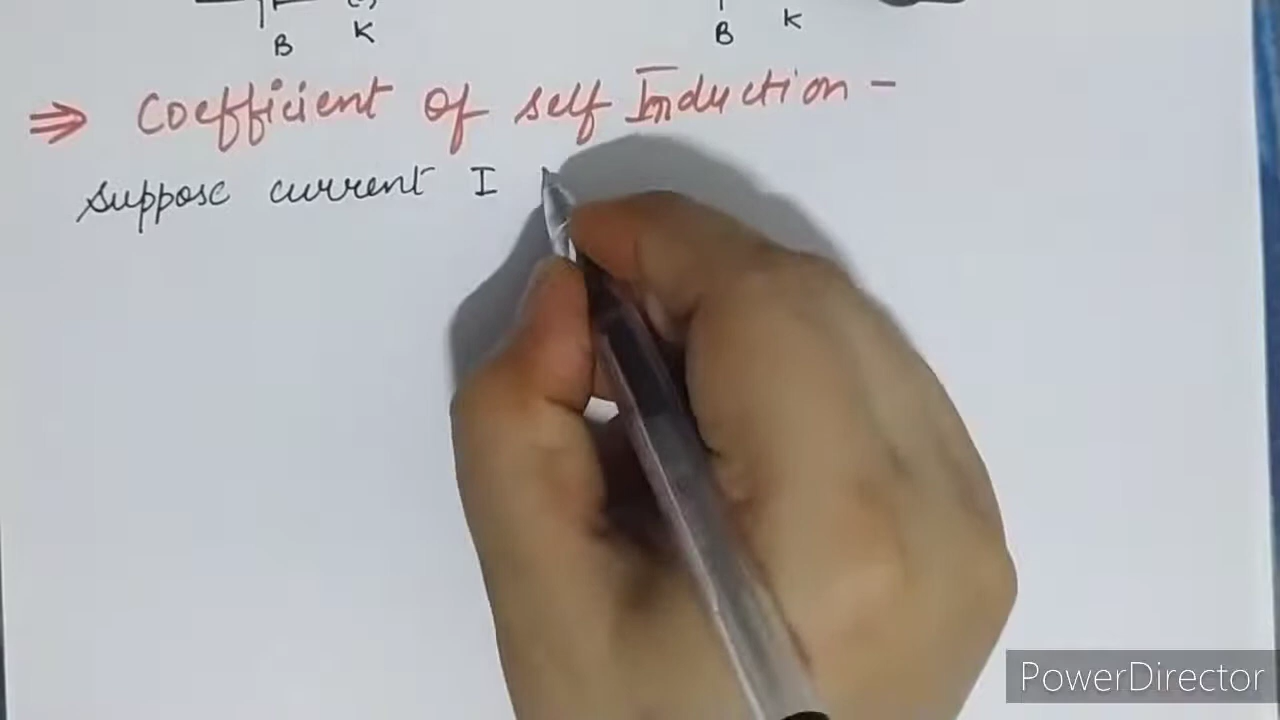 B K B K
⇒ Coefficient of self Induction -
Suppose current I
PowerDirector